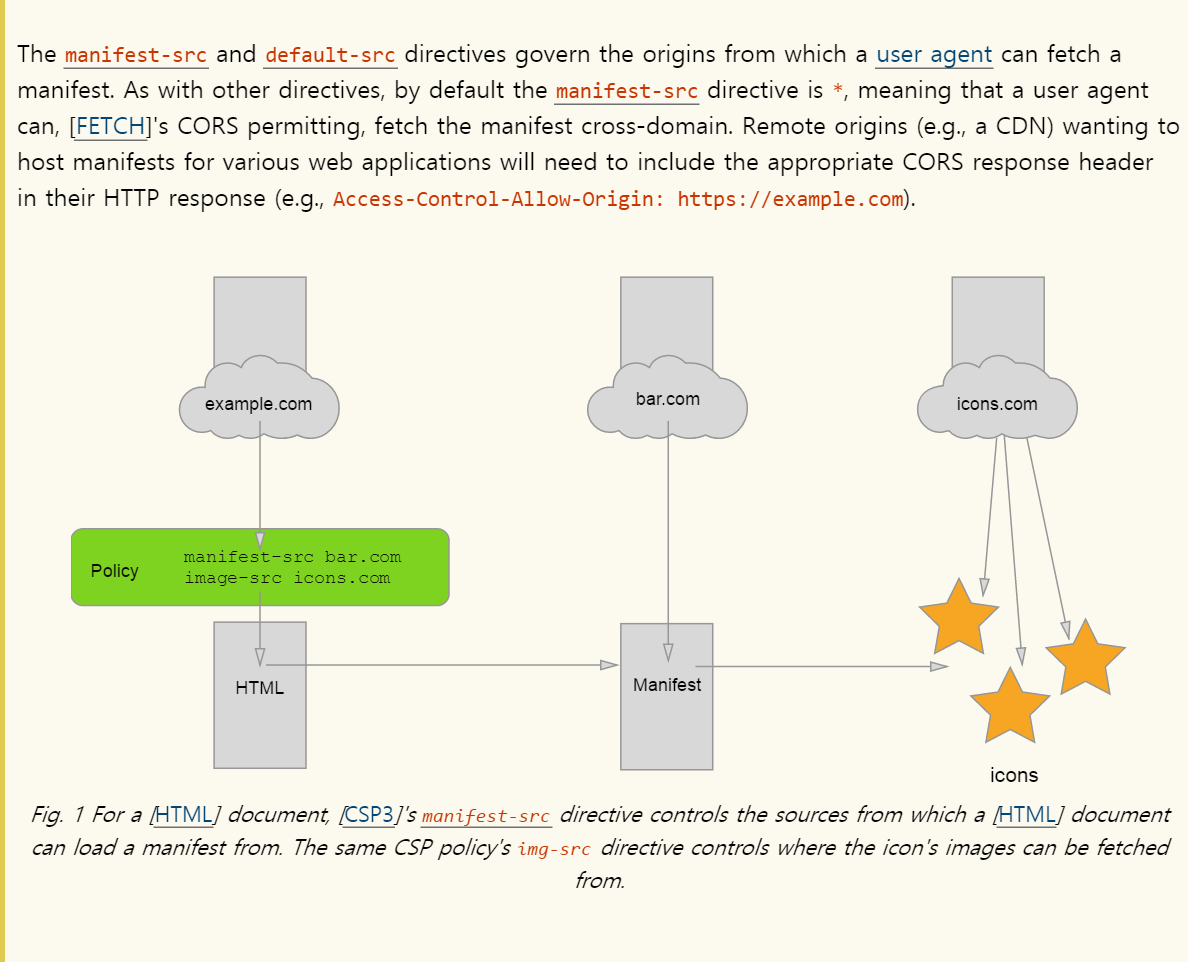 The manifest-src and default-src directives govern the origins from which a user agent can fetch a
manifest. As with other directives, by default the manifest-src directive is *, meaning that a user agent
can, [FETCH]'s CORS permitting, fetch the manifest cross-domain. Remote origins (e.g., a CDN) wanting to
host manifests for various web applications will need to include the appropriate CORS response header
in their HTTP response (e.g., Access-Control-Allow-Origin: https://example.com).
example.com
bar.com
icons.com
Policy
manifest-src bar.com
image-src icons.com
HTML
Manifest
icons
Fig. 1 For a [HTML] document, [CSP3]'s manifest-src directive controls the sources from which a [HTML] document
can load a manifest from. The same CSP policy's img-src directive controls where the icon's images can be fetched
from.